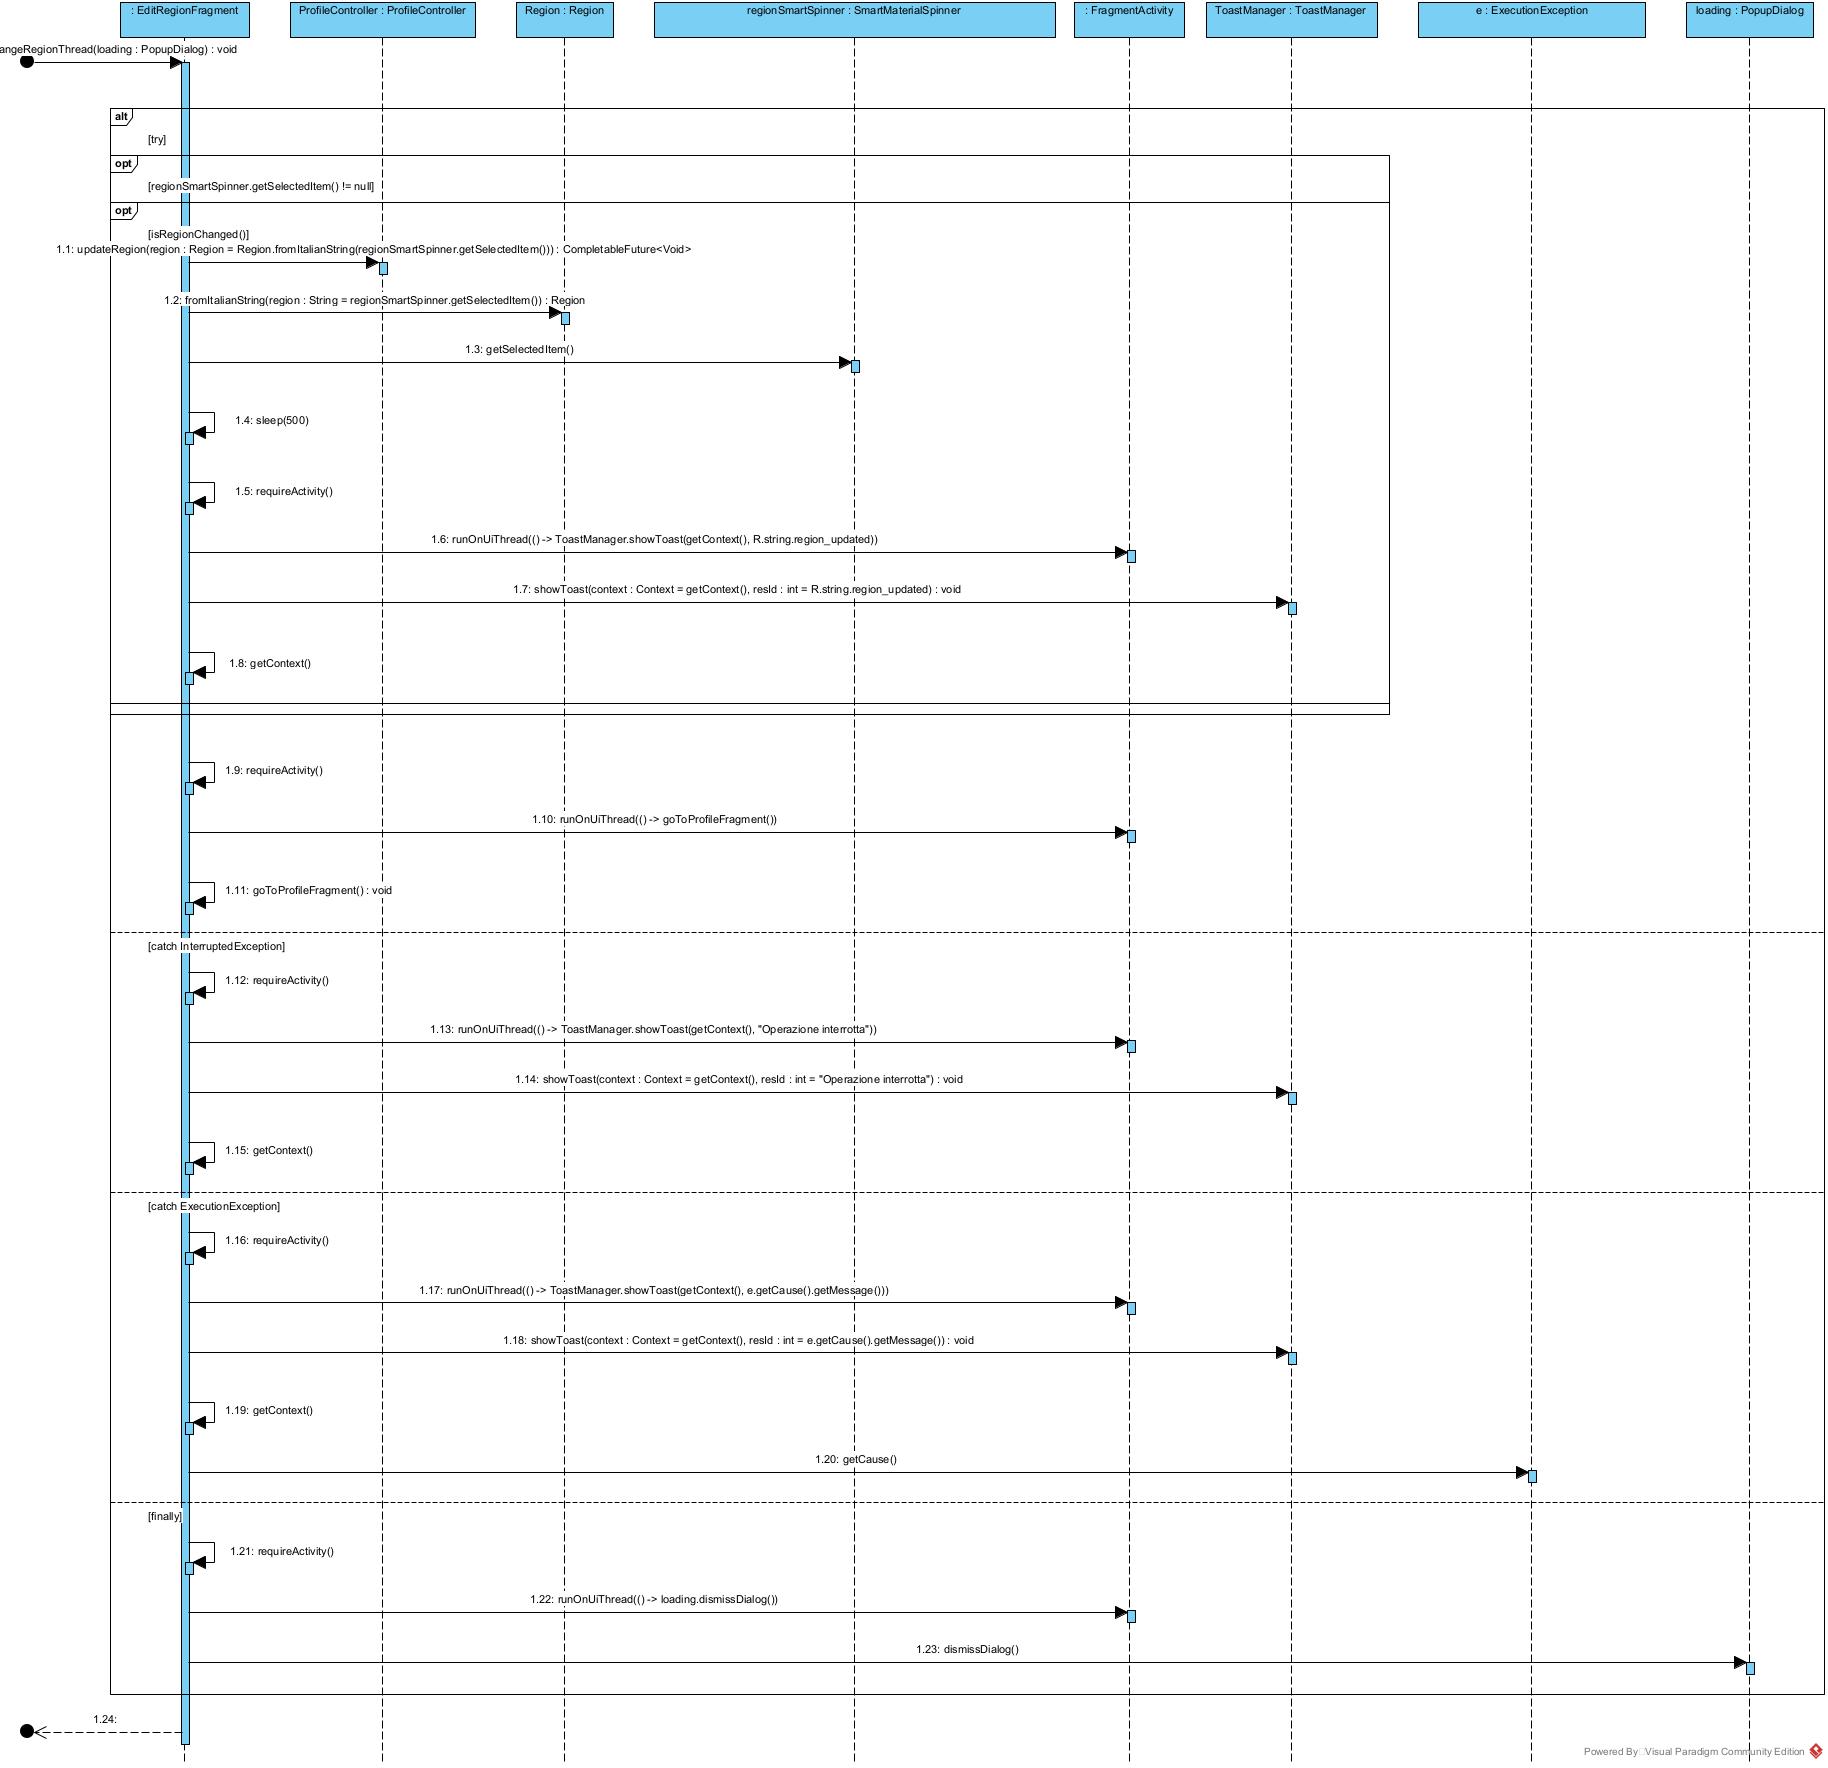 : EditRegionFragment
ProfileController : ProfileController
Region : Region
regionSmartSpinner : SmartMaterialSpinner
: FragmentActivity
ToastManager : ToastManager
e : ExecutionException
loading : PopupDialog
angeRegionThread(loading : PopupDialog) : void
alt
[try]
opt
[regionSmartSpinner.getSelectedItem() != null]
opt
[isRegionChanged()]
1.1: updateRegion(region : Region = Region.fromItalianString(regionSmartSpinner.getSelectedItem())) : CompletableFuture<Void>
1.2: fromItalianString(region : String = regionSmartSpinner.getSelectedItem()) : Region
1.3: getSelectedItem()
1.4: sleep(500)
1.5: requireActivity()
1.6: runOnUiThread(() -> ToastManager.showToast(getContext(), R.string.region_updated))
1.7: showToast(context : Context = getContext(), resId : int = R.string.region_updated) : void
1.8: getContext()
1.9: requireActivity()
1.10: runOnUiThread(() -> goToProfileFragment())
1.11: goToProfileFragment() : void
[catch InterruptedException]
1.12: requireActivity()
1.13: runOnUiThread(() -> ToastManager.showToast(getContext(), "Operazione interrotta"))
1.14: showToast(context : Context = getContext(), resId : int = "Operazione interrotta") : void
1.15: getContext()
[catch ExecutionException]
1.16: requireActivity()
1.17: runOnUiThread(() -> ToastManager.showToast(getContext(), e.getCause().getMessage()))
1.18: showToast(context : Context = getContext(), resId : int = e.getCause().getMessage()) : void
1.19: getContext()
1.20: getCause()
[finally]
1.21: requireActivity()
1.22: runOnUiThread(() -> loading.dismissDialog())
1.23: dismissDialog()
1.24:
Powered By Visual Paradigm Community Edition